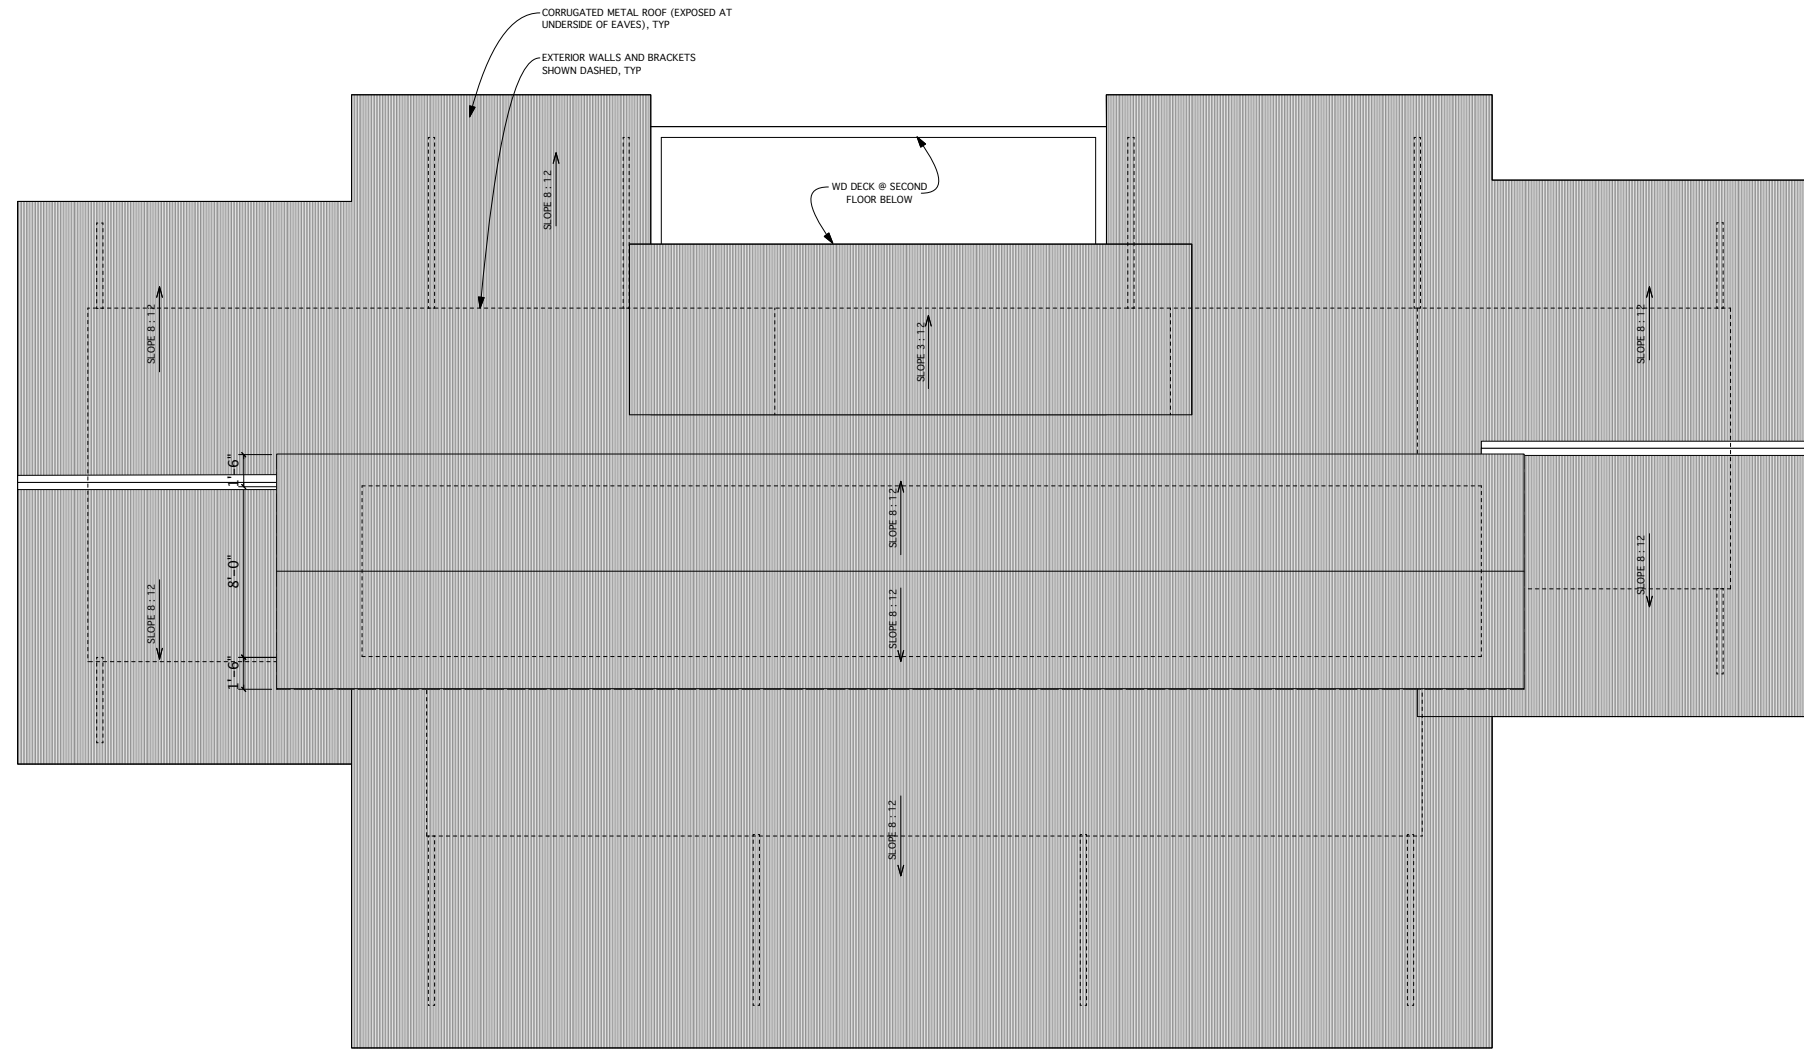 CORRUGATED METAL ROOF (EXPOSED AT
UNDERSIDE OF EAVES), TYP
EXTERIOR WALLS AND BRACKETS
SHOWN DASHED, TYP
WD DECK @ SECOND
FLOOR BELOW
SLOPE 8 : 12
SLOPE 8 : 12
SLOPE 3 : 12
SLOPE 8 : 12
1'-6"
8'-0"
1'-6"
SLOPE 8 : 12
SLOPE 8 : 12
SLOPE 8 : 12
SLOPE 8 : 12
SLOPE 8 : 12